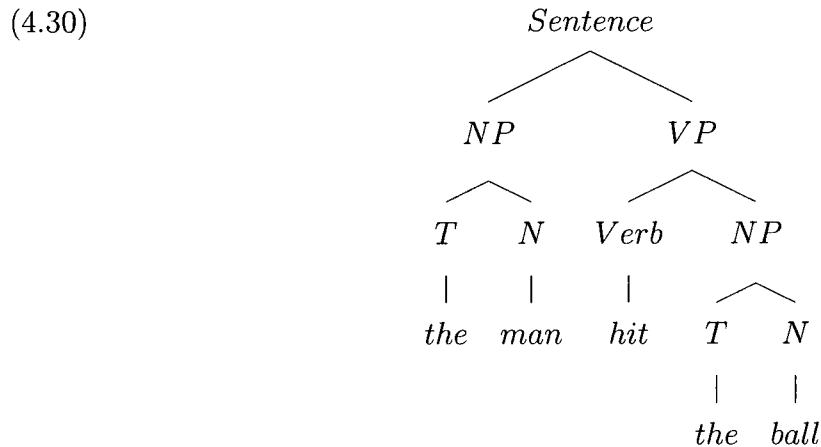 (4.30) Sentence
NP VP
T N Verb NP
the man hit T N
the ball